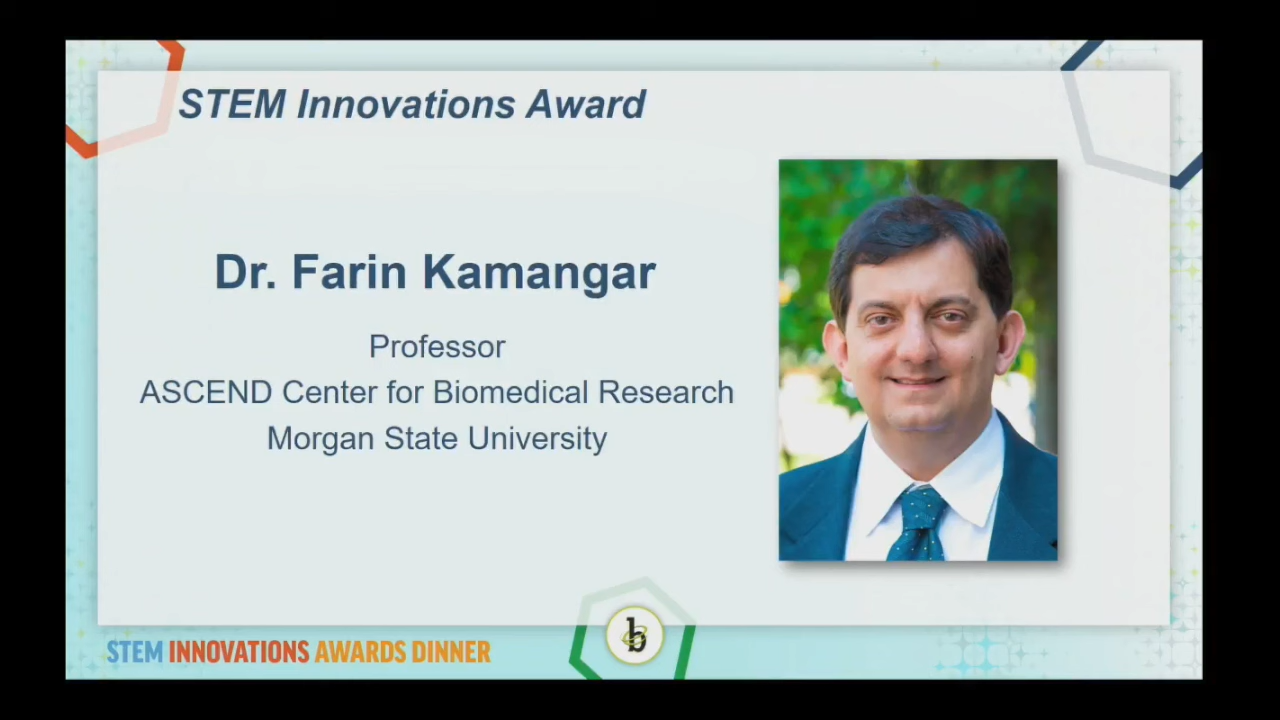 STEM Innovations Award
Dr. Farin Kamangar
Professor
ASCEND Center for Biomedical Research
Morgan State University
STEM INNOVATIONS AWARDS DINNER
b